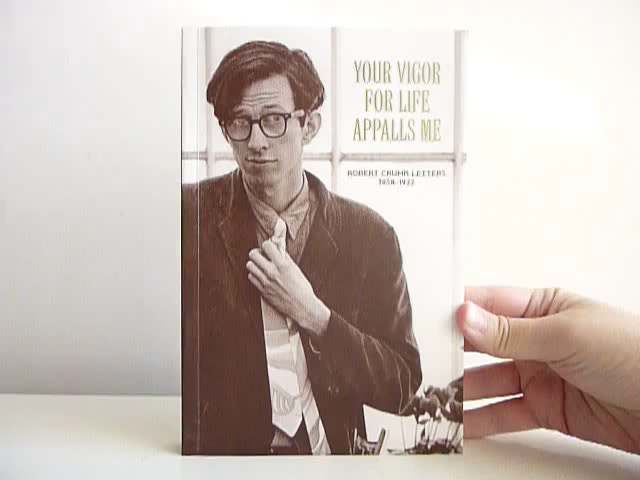 YOUR VIGOR
FOR LIFE
APPALLS ME
ROBERT CRUMB LETTERS
1958-1977